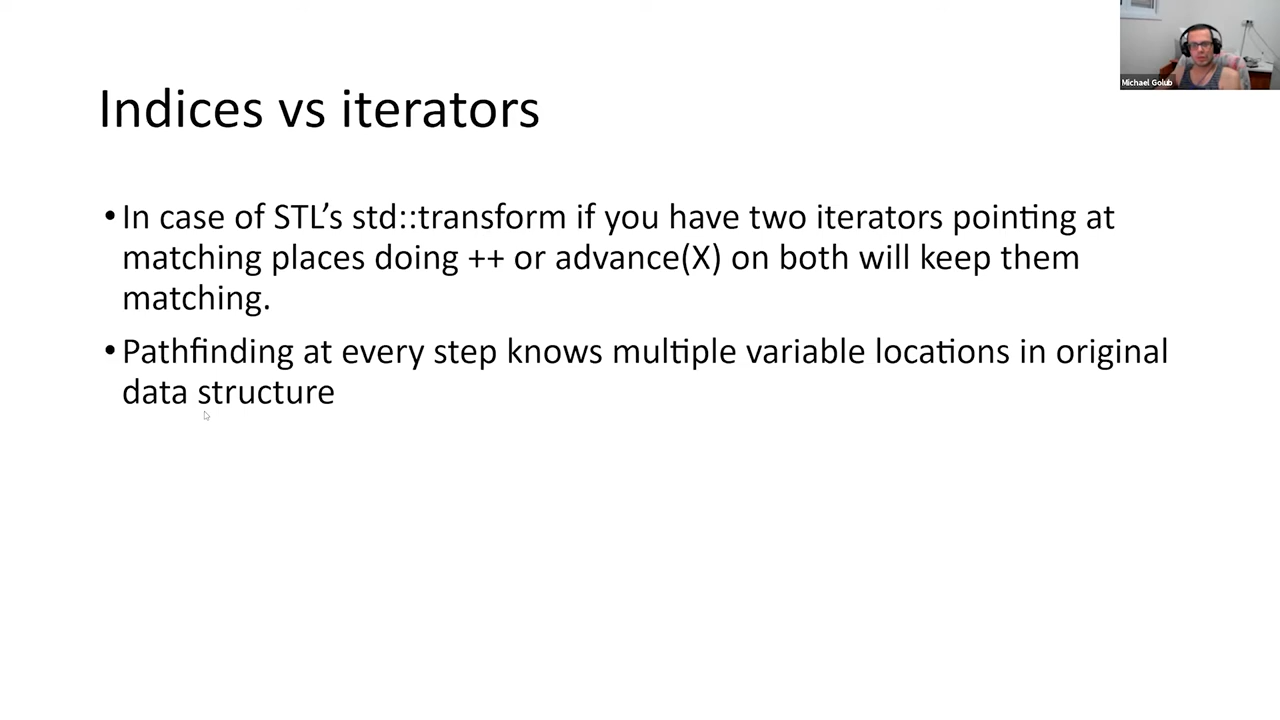 Michael Golub
Indices vs iterators
•In case of STL’s std::transform if you have two iterators pointing at
matching places doing ++ or advance(X) on both will keep them
matching.
•Pathfinding at every step knows multiple variable locations in original
data structure